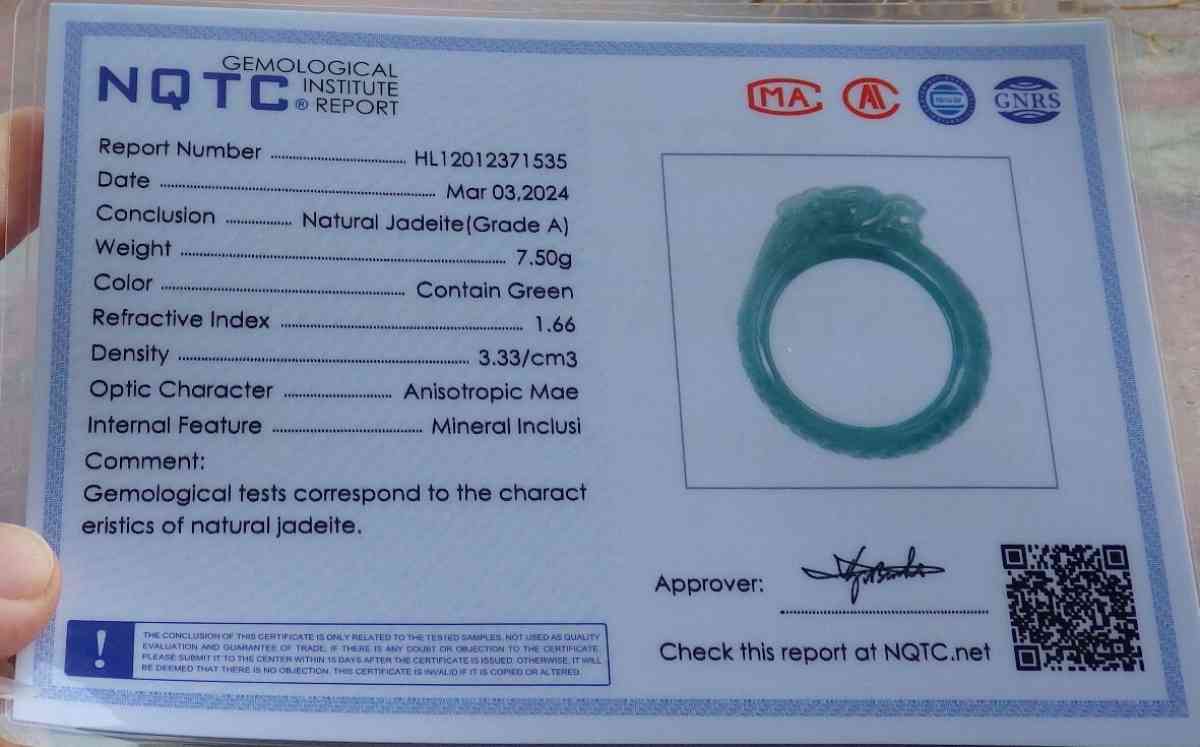 NQTC® GEMOLOGICAL INSTITUTE REPORT
MA AL GNRS
Report Number HL12012371535
Date Mar 03,2024
Conclusion Natural Jadeite(Grade A)
Weight 7.50g
Color Contain Green
Refractive Index 1.66
Density 3.33/cm3
Optic Character Anisotropic Mae
Internal Feature Mineral Inclusi
Comment:
Gemological tests correspond to the charact
eristics of natural jadeite.
Approver:
Check this report at NQTC.net
! THE CONCLUSION OF THIS CERTIFICATE IS ONLY RELATED TO THE TESTED SAMPLES, NOT USED AS QUALITY
EVALUATION AND GUARANTEE OF TRADE, IF THERE IS ANY DOUBT OR OBJECTION TO THE CERTIFICATE.
PLEASE SUBMIT IT TO THE CENTER WITHIN 15 DAYS AFTER THE CERTIFICATE IS ISSUED. OTHERWISE, IT WILL
BE DEEMED THAT THERE IS NO OBJECTION. THIS CERTIFICATE IS INVALID IF IT IS COPIED OR ALTERED.